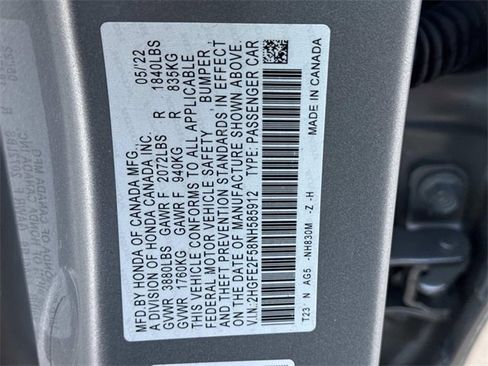 MFD. BY HONDA OF CANADA MFG. 05/22
A DIVISION OF HONDA CANADA INC.
GVWR 3880LBS GAWR F 2072LBS R 1840LBS
GVWR 1760KG GAWR F 940KG R 835KG
THIS VEHICLE CONFORMS TO ALL APPLICABLE
FEDERAL MOTOR VEHICLE SAFETY, BUMPER,
AND THEFT PREVENTION STANDARDS IN EFFECT
ON THE DATE OF MANUFACTURE SHOWN ABOVE.
V.I.N.:2HGFE2F58NH585912 TYPE: PASSENGER CAR
T23 N AG5 -NH830M -Z -H
MADE IN CANADA